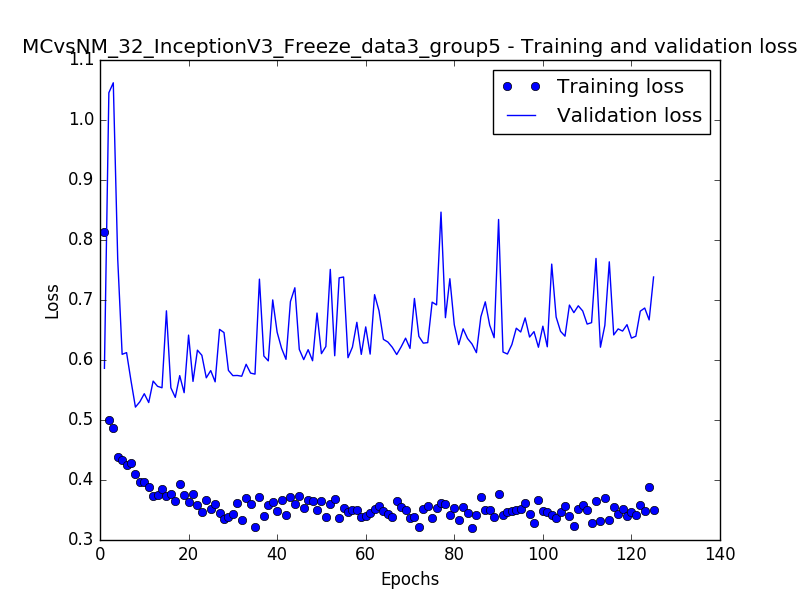 MCvsNM_32_InceptionV3_Freeze_data3_group5 - Training and validation loss
1.1
1.0
0.9
0.8
0.7
0.6
0.5
0.4
0.3
Loss
Training loss
Validation loss
0 20 40 60 80 100 120 140
Epochs